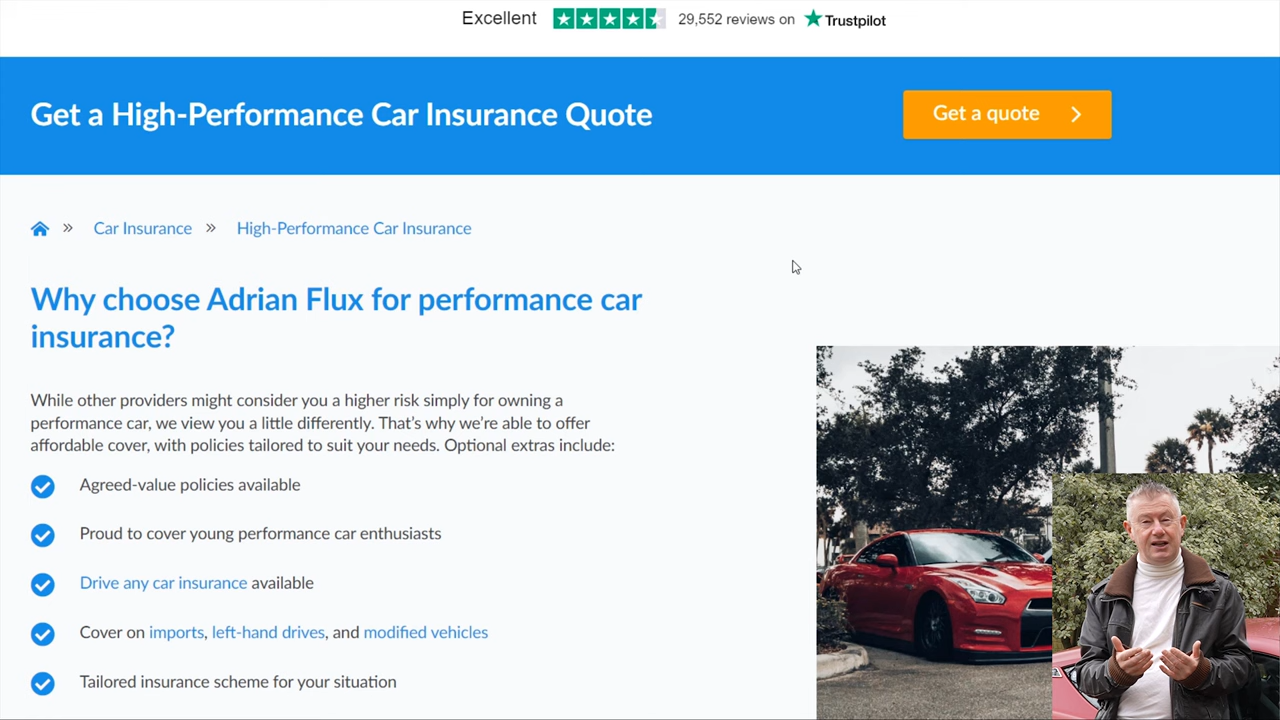 Excellent 29,552 reviews on Trustpilot
Get a High-Performance Car Insurance Quote
Get a quote
Car Insurance » High-Performance Car Insurance
Why choose Adrian Flux for performance car
insurance?
While other providers might consider you a higher risk simply for owning a
performance car, we view you a little differently. That’s why we’re able to offer
affordable cover, with policies tailored to suit your needs. Optional extras include:
Agreed-value policies available
Proud to cover young performance car enthusiasts
Drive any car insurance available
Cover on imports, left-hand drives, and modified vehicles
Tailored insurance scheme for your situation